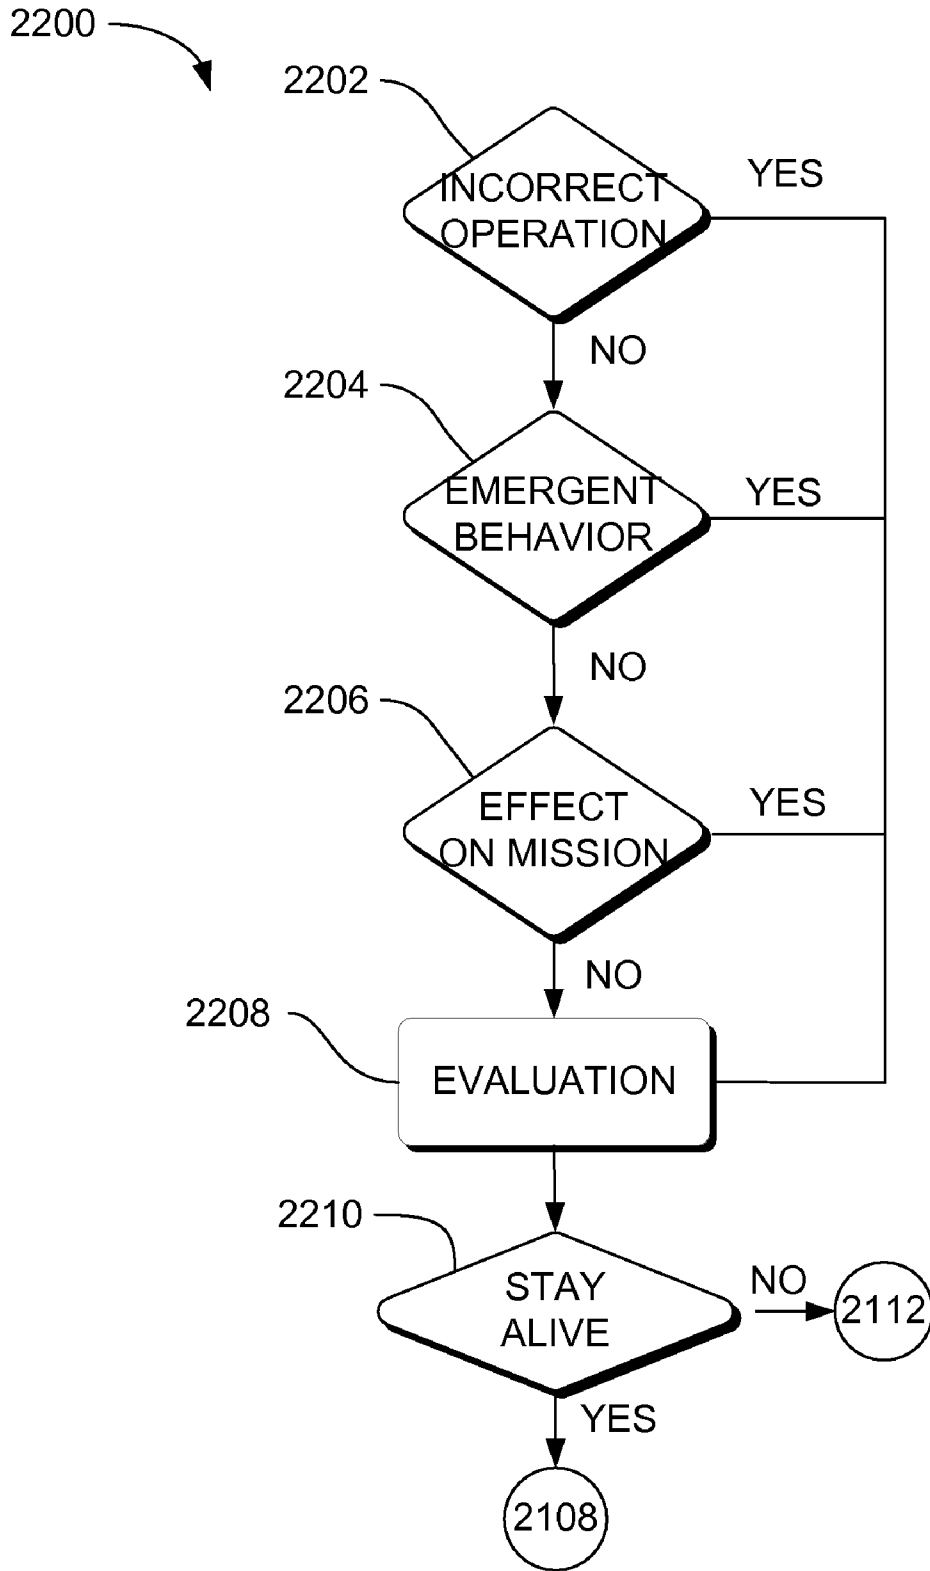 2200
2202
INCORRECT
OPERATION
YES
NO
2204
EMERGENT
BEHAVIOR
YES
NO
2206
EFFECT
ON MISSION
YES
NO
2208
EVALUATION
2210
STAY
ALIVE
NO
2112
YES
2108